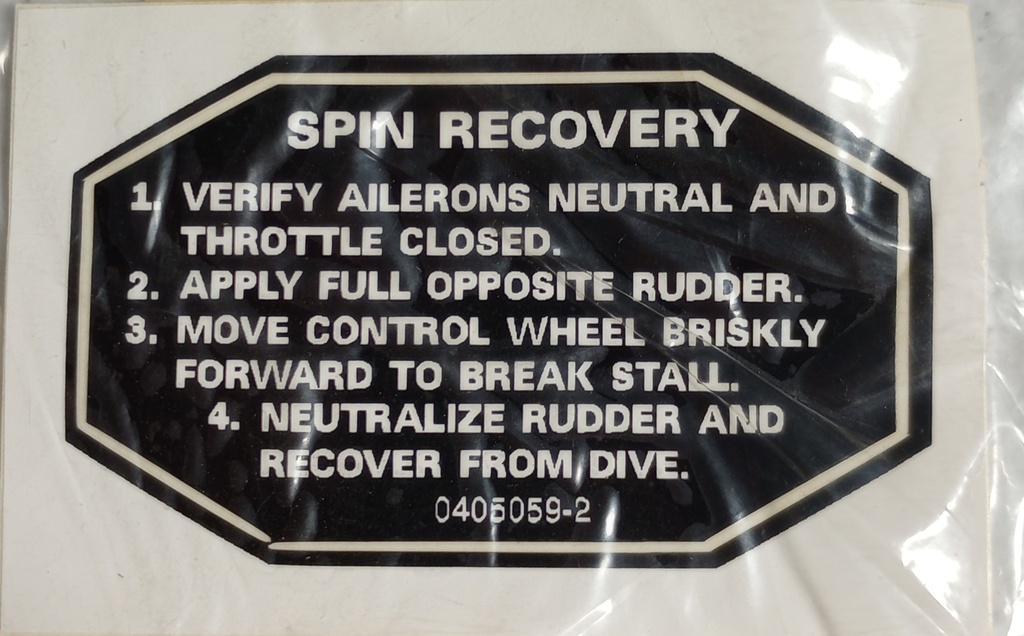 SPIN RECOVERY
1. VERIFY AILERONS NEUTRAL AND
THROTTLE CLOSED.
2. APPLY FULL OPPOSITE RUDDER.
3. MOVE CONTROL WHEEL BRISKLY
FORWARD TO BREAK STALL.
4. NEUTRALIZE RUDDER AND
RECOVER FROM DIVE.
0405059-2